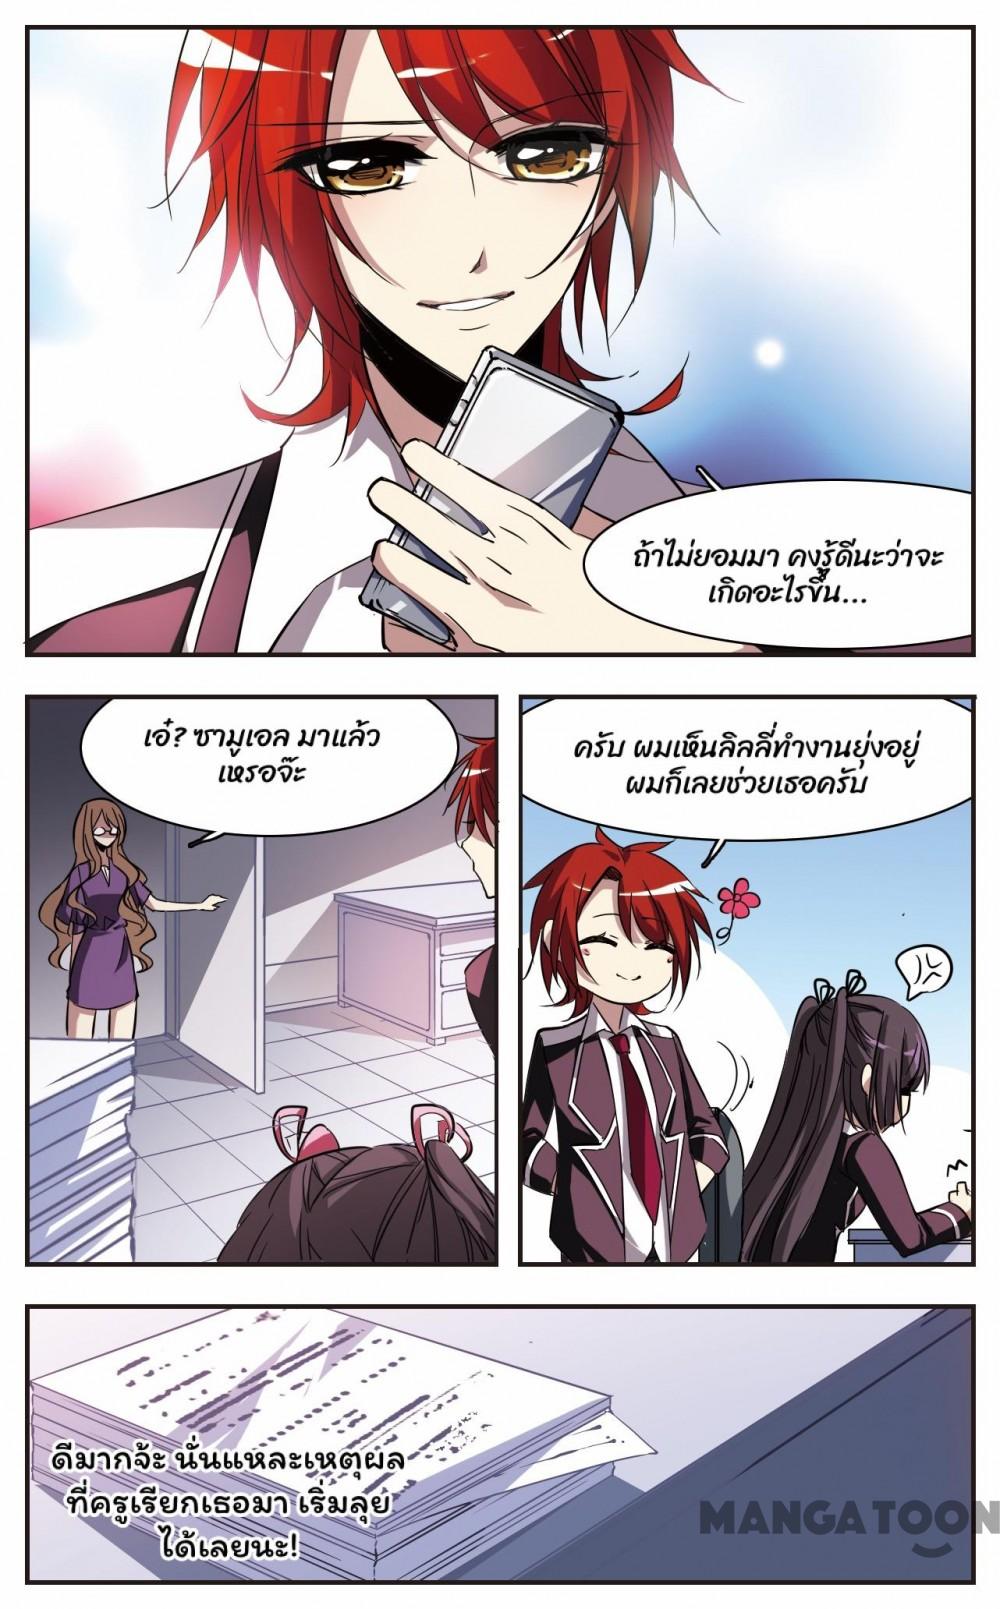 ถ้าไม่ยอมมา คงรู้ดีนะว่าจะ
เกิดอะไรขึ้น...
เอ๋? ซามูเอล มาแล้ว
เหรอจ๊ะ
ครับ ผมเห็นลิลลี่ทำงานยุ่งอยู่
ผมก็เลยช่วยเธอครับ
ดีมากจ้ะ นั่นแหละเหตุผล
ที่ครูเรียกเธอมา เริ่มลุย
ได้เลยนะ!
MANGATOON